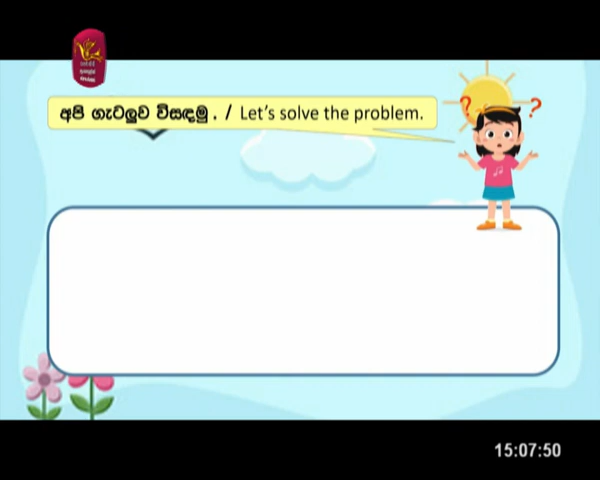 අපි ගැටලුව විසඳමු . / Let's solve the problem.
? ?
15:07:50